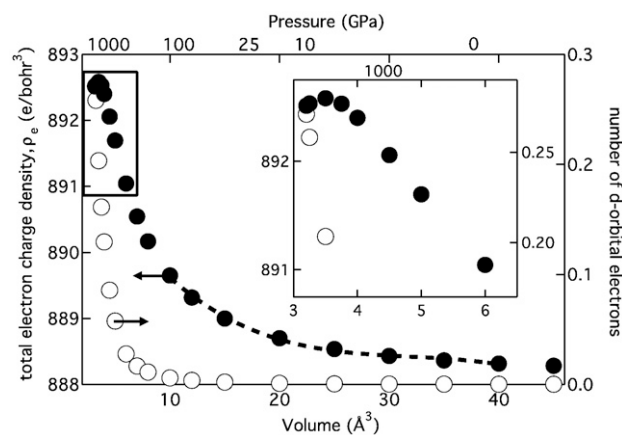 Pressure (GPa)
1000 100 25 10 0
893
892
891
890
889
888
total electron charge density, ρe (e/bohr³)
0.3
0.2
0.1
0.0
number of d-orbital electrons
1000
892
891
0.25
0.20
3 4 5 6
10 20 30 40
Volume (Å³)